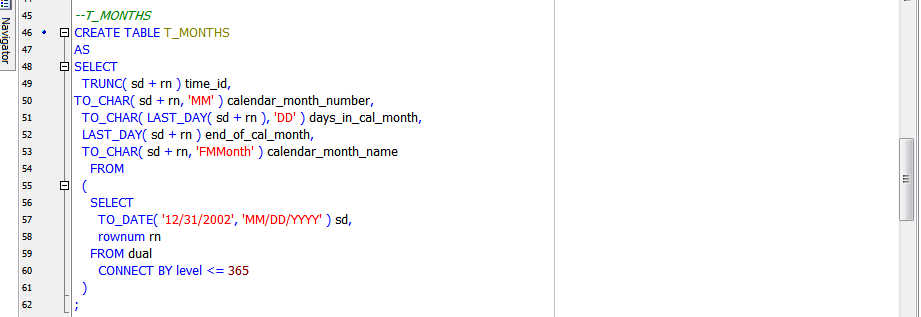 Navigator
45 --T_MONTHS
46 CREATE TABLE T_MONTHS
47 AS
48 SELECT
49 TRUNC( sd + rn ) time_id,
50 TO_CHAR( sd + rn, 'MM' ) calendar_month_number,
51 TO_CHAR( LAST_DAY( sd + rn ), 'DD' ) days_in_cal_month,
52 LAST_DAY( sd + rn ) end_of_cal_month,
53 TO_CHAR( sd + rn, 'FMMonth' ) calendar_month_name
54 FROM
55 (
56 SELECT
57 TO_DATE( '12/31/2002', 'MM/DD/YYYY' ) sd,
58 rownum rn
59 FROM dual
60 CONNECT BY level <= 365
61 )
62 ;